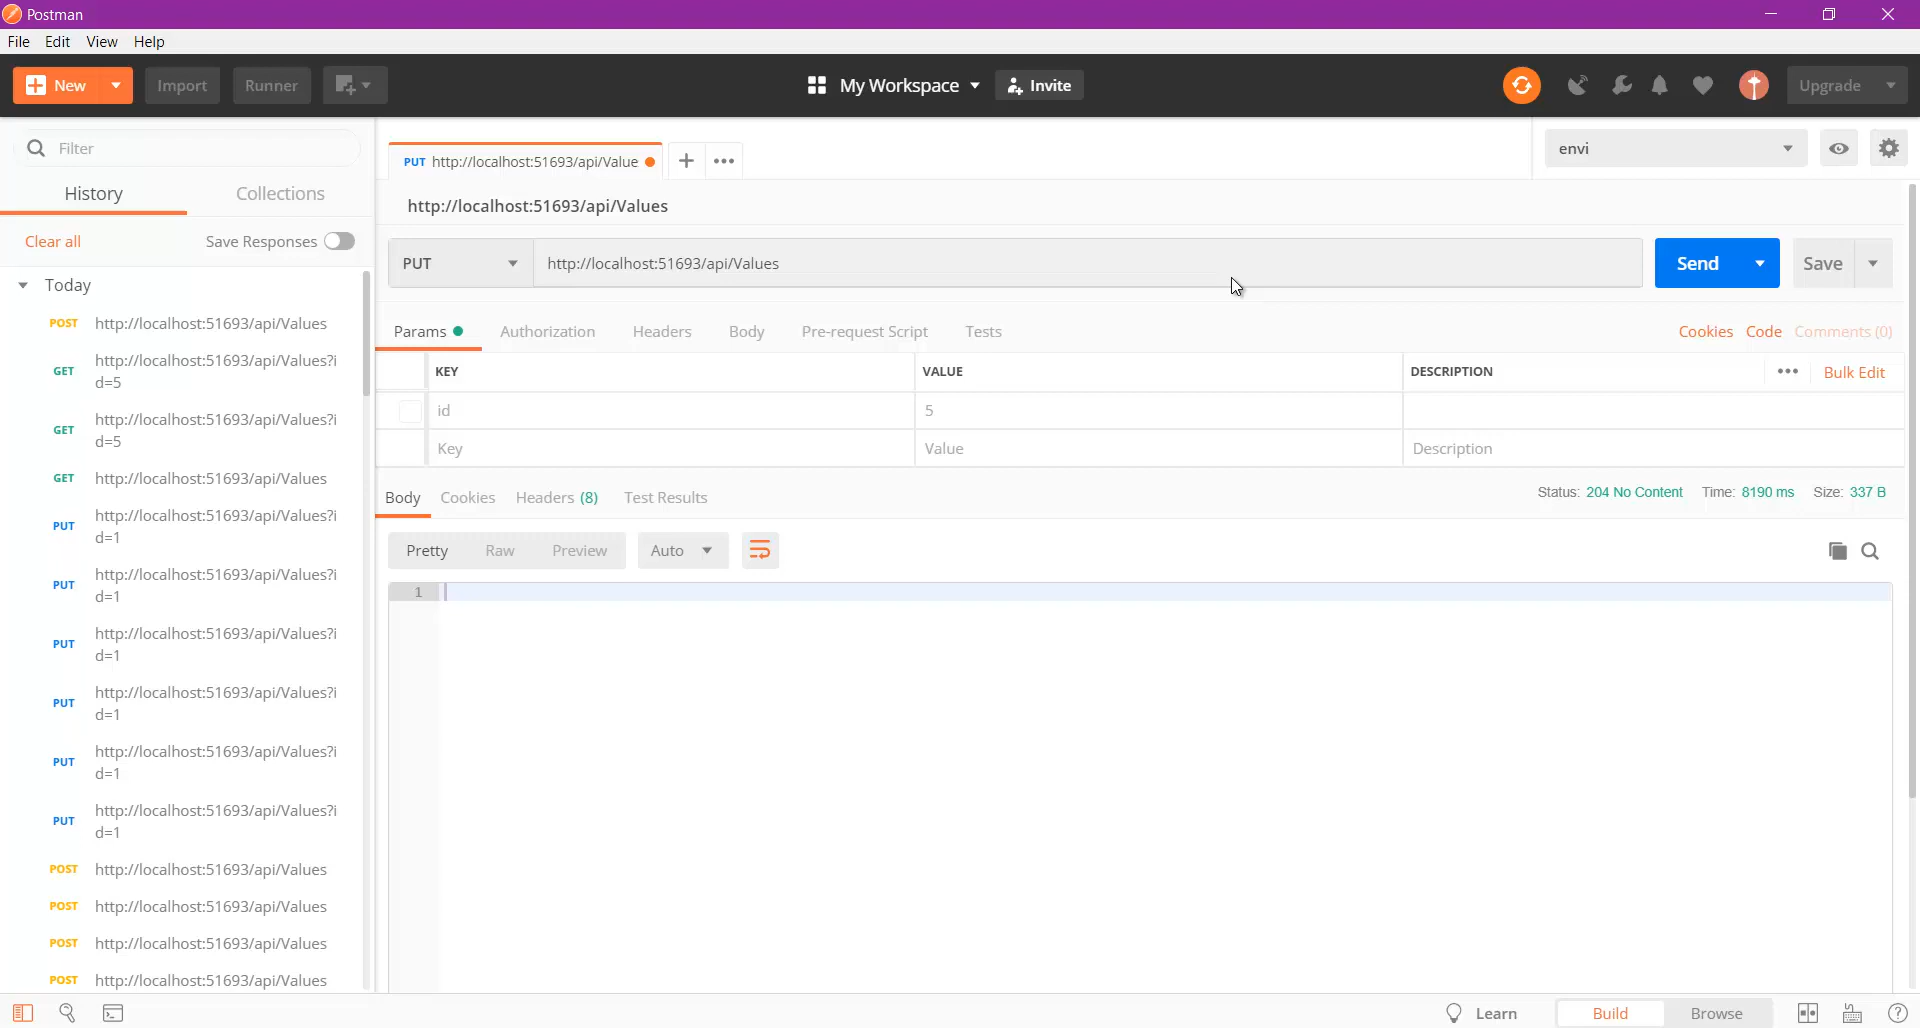 Postman
File Edit View Help
New Import Runner My Workspace Invite Upgrade
Filter
History Collections
Clear all Save Responses
Today
POST http://localhost:51693/api/Values
GET http://localhost:51693/api/Values?i
d=5
GET http://localhost:51693/api/Values?i
d=5
GET http://localhost:51693/api/Values
PUT http://localhost:51693/api/Values?i
d=1
PUT http://localhost:51693/api/Values?i
d=1
PUT http://localhost:51693/api/Values?i
d=1
PUT http://localhost:51693/api/Values?i
d=1
PUT http://localhost:51693/api/Values?i
d=1
PUT http://localhost:51693/api/Values?i
d=1
POST http://localhost:51693/api/Values
POST http://localhost:51693/api/Values
POST http://localhost:51693/api/Values
POST http://localhost:51693/api/Values
PUT http://localhost:51693/api/Value
envi
http://localhost:51693/api/Values
PUT http://localhost:51693/api/Values Send Save
Params Authorization Headers Body Pre-request Script Tests Cookies Code Comments (0)
KEY VALUE DESCRIPTION ••• Bulk Edit
id 5
Key Value Description
Body Cookies Headers (8) Test Results Status: 204 No Content Time: 8190 ms Size: 337 B
Pretty Raw Preview Auto
1
Learn Build Browse